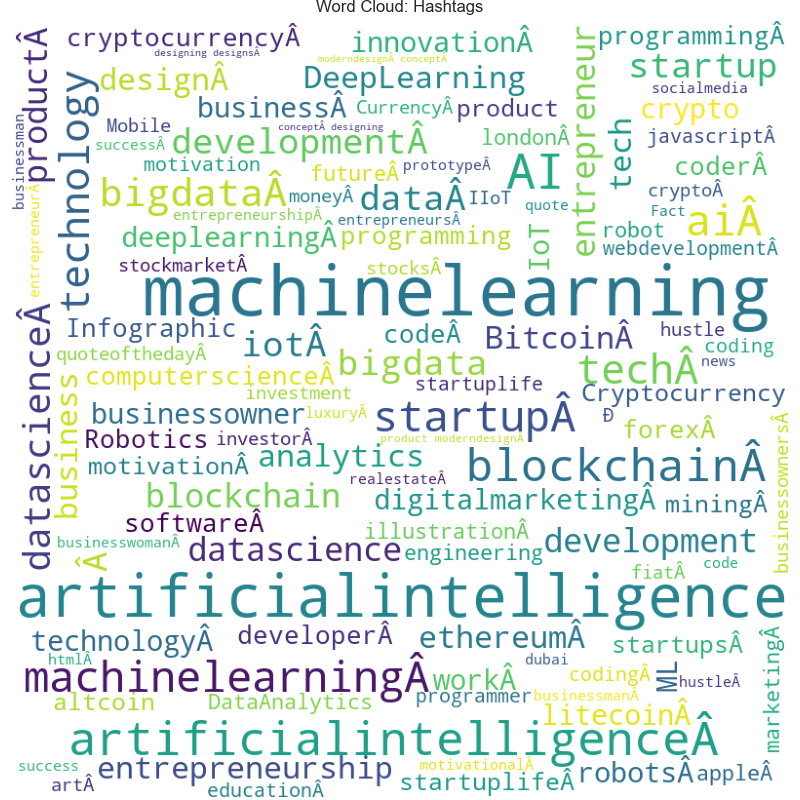 Word Cloud: Hashtags
cryptocurrencyÂ
designing designsÂ
innovationÂ
moderndesignÂ conceptÂ
programmingÂ
productÂ
businessman
technology
designÂ
DeepLearning
entrepreneur
startup
socialmedia
businessÂ
CurrencyÂ
product
crypto
Mobile
conceptÂ designing
successÂ
developmentÂ
londonÂ
tech
javascriptÂ
motivation
futureÂ
prototypeÂ
AI
coderÂ
entrepreneurÂ
bigdataÂ
moneyÂ
dataÂ
IIoT
quote
cryptoÂ
Fact
aiÂ
entrepreneurshipÂ
entrepreneursÂ
deeplearningÂ
programming
IoT
robot
webdevelopmentÂ
stockmarketÂ
stocksÂ
machinelearning
datascienceÂ
Infographic
iotÂ
codeÂ
BitcoinÂ
hustle
coding
quoteofthedayÂ
bigdata
techÂ
news
business
computerscienceÂ
startuplife
investment
Cryptocurrency
businessowner
luxuryÂ
startupÂ
Ð
forexÂ
businessownersÂ
Robotics
investorÂ
product moderndesignÂ
motivationÂ
analytics
realestateÂ
blockchainÂ
blockchain
digitalmarketingÂ
miningÂ
softwareÂ
illustrationÂ
businesswomanÂ
datascience
engineering
development
Â
fiatÂ
code
artificialintelligence
technologyÂ
developerÂ
ethereumÂ
startupsÂ
marketingÂ
htmlÂ
dubai
machinelearningÂ
workÂ
codingÂ
ML
hustleÂ
altcoin
DataAnalytics
programmer
businessmanÂ
litecoinÂ
artificialintelligenceÂ
success
entrepreneurship
motivationalÂ
robotsÂ
appleÂ
artÂ
educationÂ
startuplifeÂ